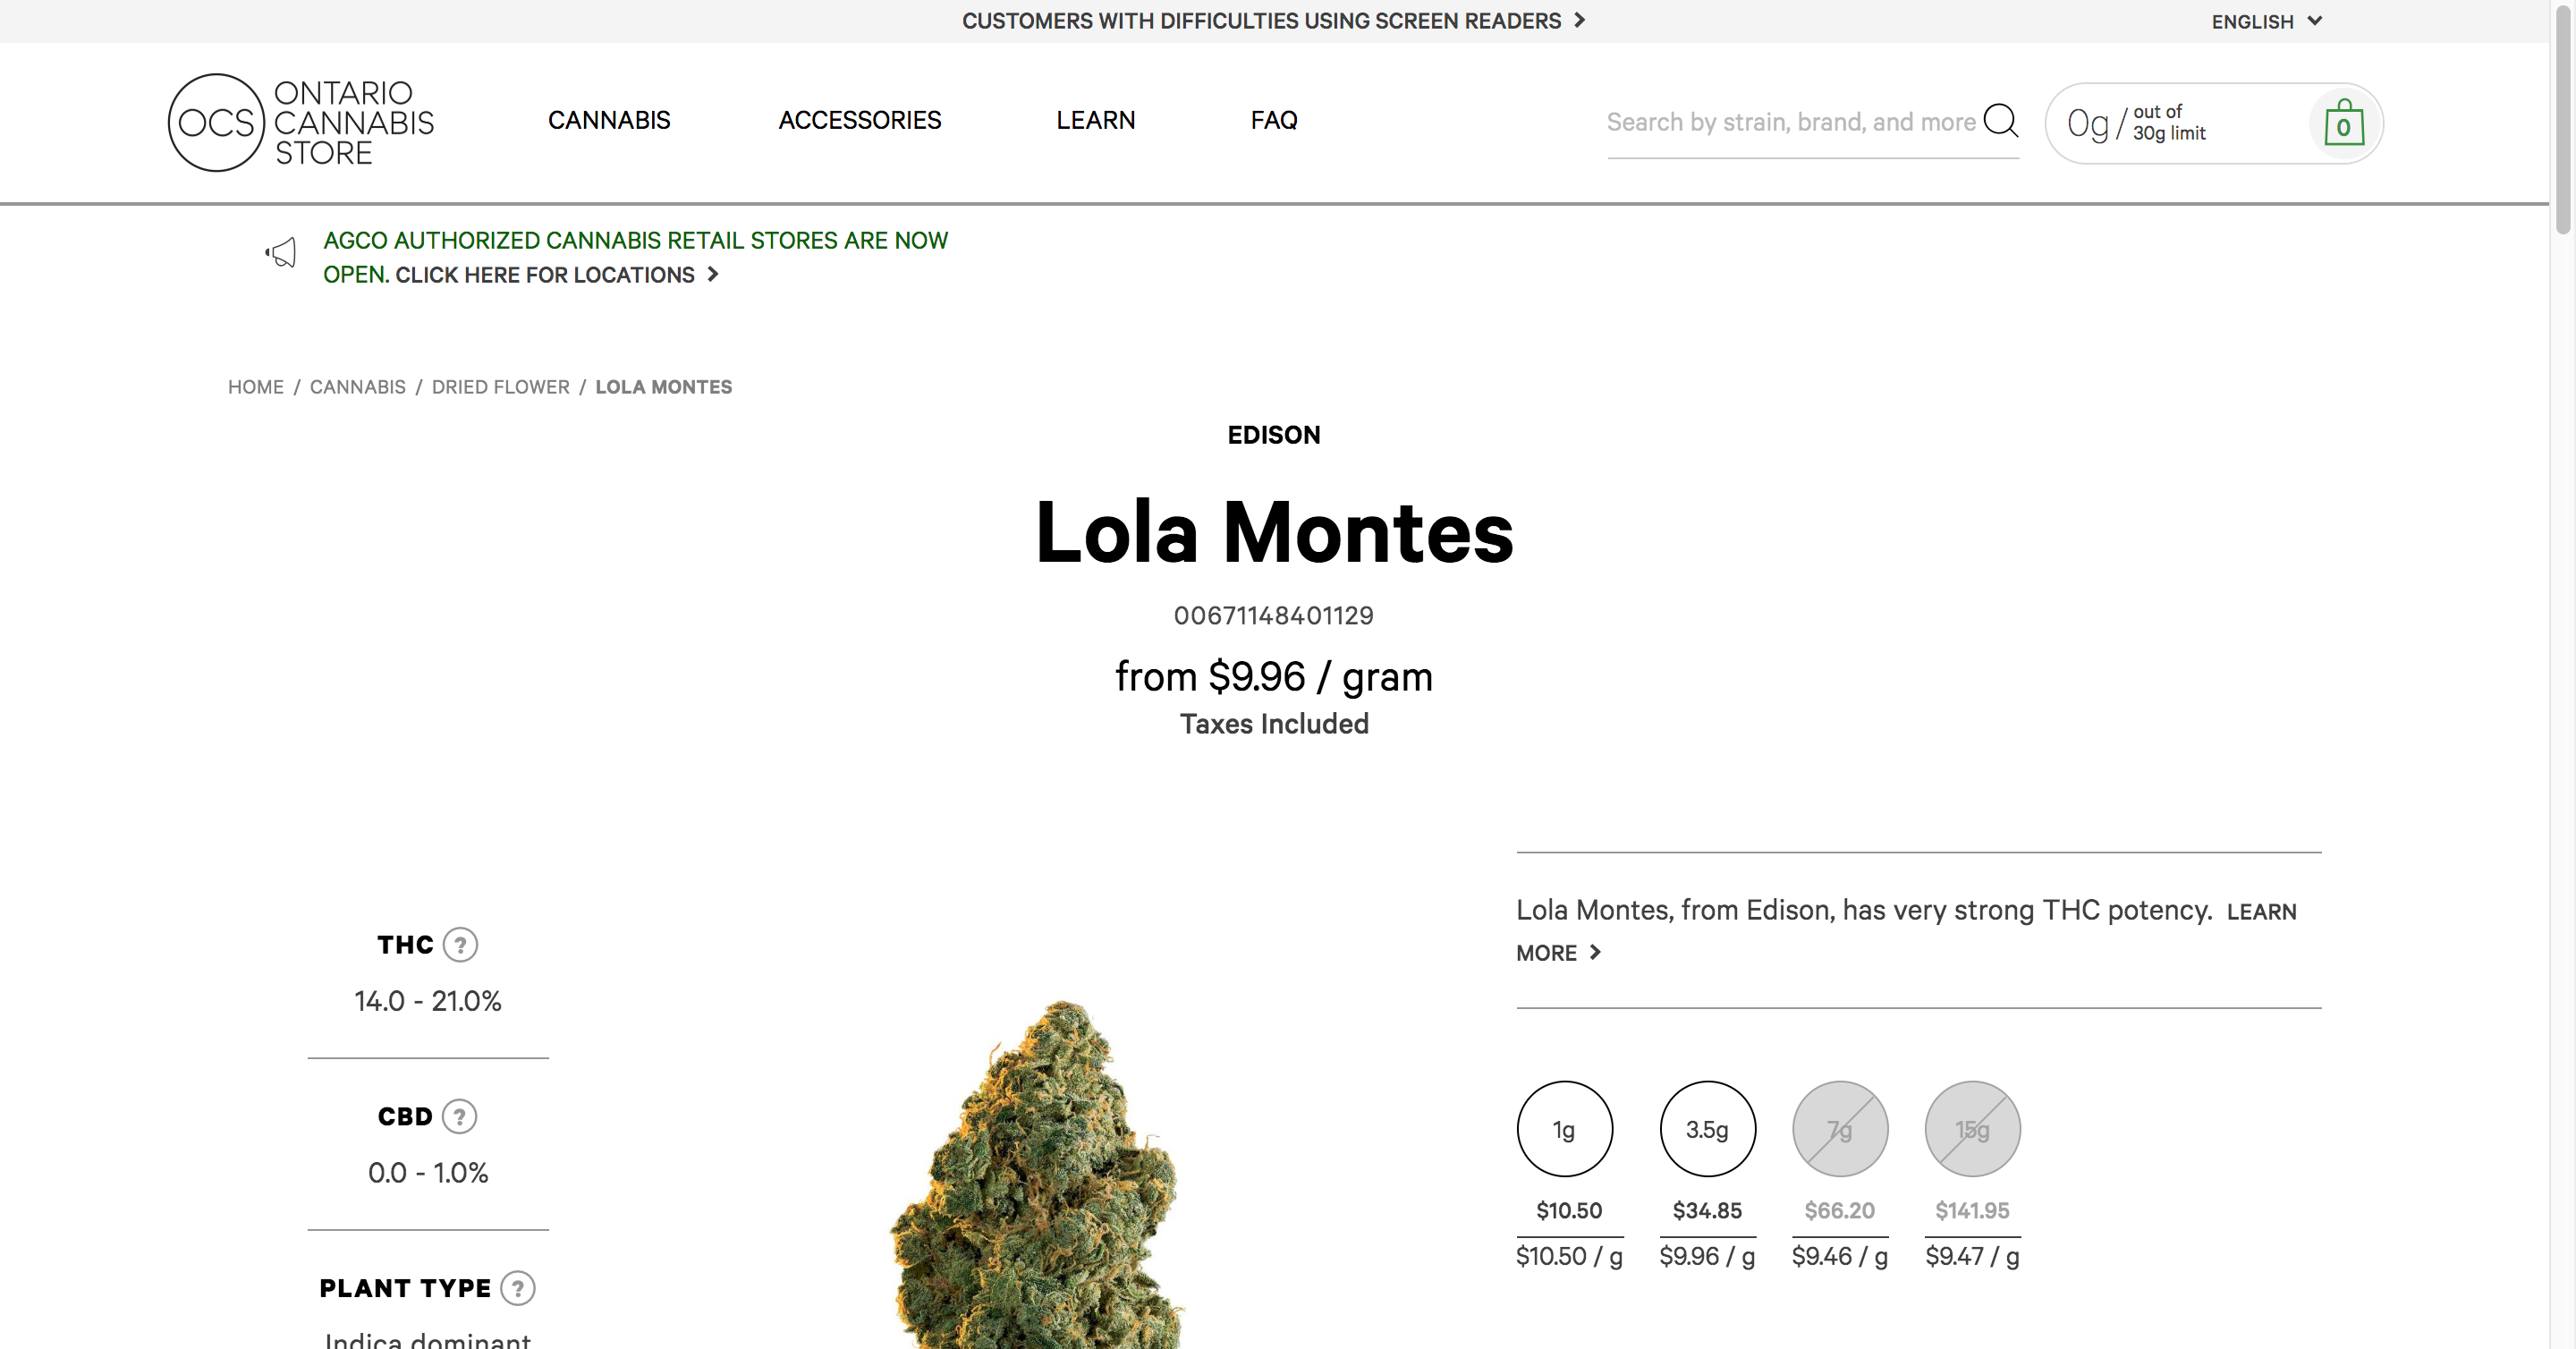 CUSTOMERS WITH DIFFICULTIES USING SCREEN READERS
ENGLISH
OCS
ONTARIO
CANNABIS
STORE
CANNABIS
ACCESSORIES
LEARN
FAQ
Search by strain, brand, and more
0g / out of
30g limit
0
AGCO AUTHORIZED CANNABIS RETAIL STORES ARE NOW
OPEN. CLICK HERE FOR LOCATIONS
HOME / CANNABIS / DRIED FLOWER / LOLA MONTES
EDISON
Lola Montes
00671148401129
from $9.96 / gram
Taxes Included
THC ?
14.0 - 21.0%
CBD ?
0.0 - 1.0%
PLANT TYPE ?
Indica dominant
Lola Montes, from Edison, has very strong THC potency. LEARN
MORE
1g 3.5g 7g 15g
$10.50 $34.85 $66.20 $141.95
$10.50 / g $9.96 / g $9.46 / g $9.47 / g